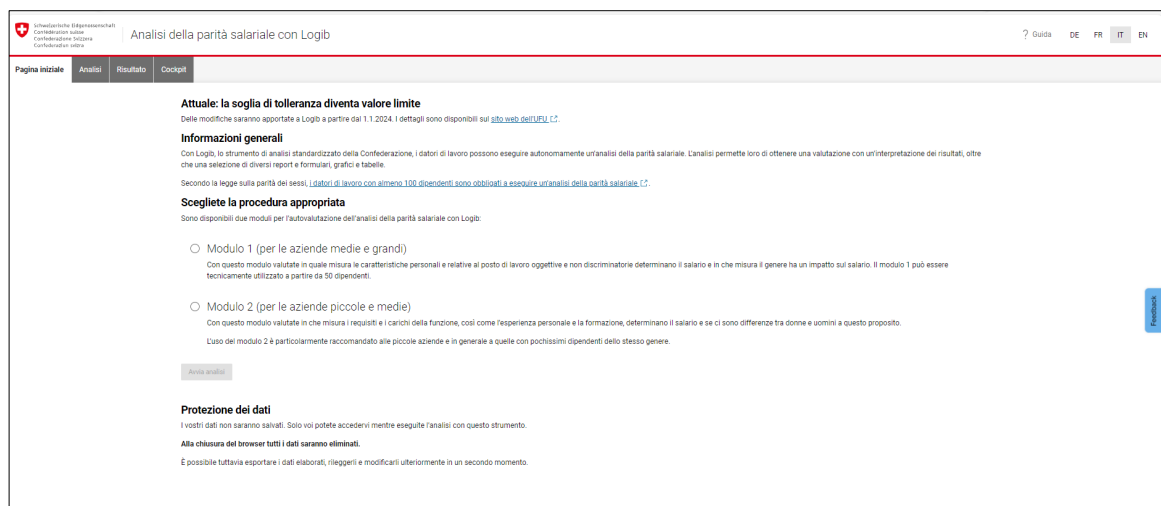 Schweizerische Eidgenossenschaft
Confédération suisse
Confederazione Svizzera
Confederaziun svizra
Analisi della parità salariale con Logib
? Guida DE FR IT EN
Pagina iniziale Analisi Risultato Cockpit
Attuale: la soglia di tolleranza diventa valore limite
Delle modifiche saranno apportate a Logib a partire dal 1.1.2024. I dettagli sono disponibili sul sito web dell'UFU.
Informazioni generali
Con Logib, lo strumento di analisi standardizzato della Confederazione, i datori di lavoro possono eseguire autonomamente un'analisi della parità salariale. L'analisi permette loro di ottenere una valutazione con un'interpretazione dei risultati, oltre
che una selezione di diversi report e formulari, grafici e tabelle.
Secondo la legge sulla parità dei sessi, i datori di lavoro con almeno 100 dipendenti sono obbligati a eseguire un'analisi della parità salariale.
Scegliete la procedura appropriata
Sono disponibili due moduli per l'autovalutazione dell'analisi della parità salariale con Logib:
Modulo 1 (per le aziende medie e grandi)
Con questo modulo valutate in quale misura le caratteristiche personali e relative al posto di lavoro oggettive e non discriminatorie determinano il salario e in che misura il genere ha un impatto sul salario. Il modulo 1 può essere
tecnicamente utilizzato a partire da 50 dipendenti.
Modulo 2 (per le aziende piccole e medie)
Con questo modulo valutate in che misura i requisiti e i carichi della funzione, così come l'esperienza personale e la formazione, determinano il salario e se ci sono differenze tra donne e uomini a questo proposito.
L'uso del modulo 2 è particolarmente raccomandato alle piccole aziende e in generale a quelle con pochissimi dipendenti dello stesso genere.
Feedback
Avvia analisi
Protezione dei dati
I vostri dati non saranno salvati. Solo voi potete accedervi mentre eseguite l'analisi con questo strumento.
Alla chiusura del browser tutti i dati saranno eliminati.
È possibile tuttavia esportare i dati elaborati, rileggerli e modificarli ulteriormente in un secondo momento.